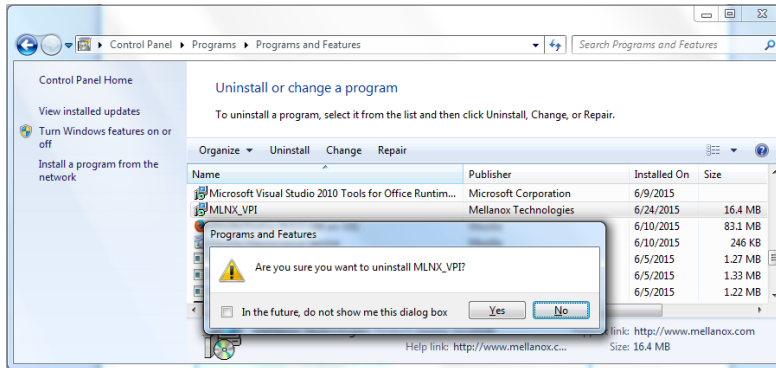 Control Panel ▸ Programs ▸ Programs and Features
Search Programs and Features
Control Panel Home
View installed updates
Turn Windows features on or
off
Install a program from the
network
Uninstall or change a program
To uninstall a program, select it from the list and then click Uninstall, Change, or Repair.
Organize Uninstall Change Repair
Name Publisher Installed On Size
Microsoft Visual Studio 2010 Tools for Office Runtim... Microsoft Corporation 6/9/2015
MLNX_VPI Mellanox Technologies 6/24/2015 16.4 MB
6/10/2015 83.1 MB
6/10/2015 246 KB
6/5/2015 1.27 MB
6/5/2015 1.33 MB
6/5/2015 1.22 MB
Programs and Features
Are you sure you want to uninstall MLNX_VPI?
In the future, do not show me this dialog box Yes No
link: http://www.mellanox.com
Help link: http://www.mellanox.c... Size: 16.4 MB